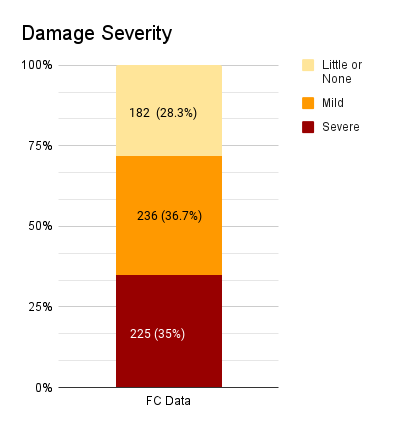 Damage Severity
100%
75%
50%
25%
0%
182  (28.3%)
236 (36.7%)
225 (35%)
FC Data
Little or
None
Mild
Severe